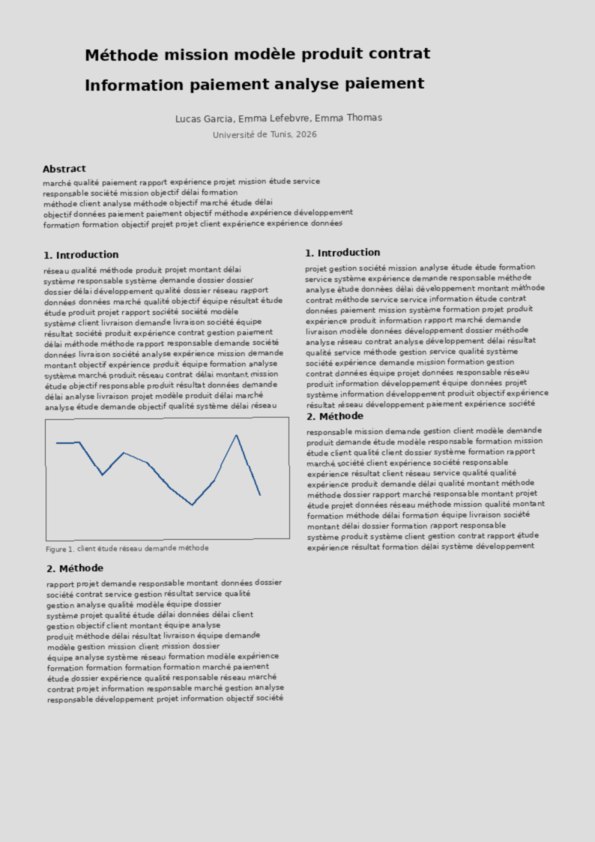 Méthode mission modèle produit contrat
Information paiement analyse paiement
Lucas Garcia, Emma Lefebvre, Emma Thomas
Université de Tunis, 2026
Abstract
marché qualité paiement rapport expérience projet mission étude service
responsable société mission objectif délai formation
méthode client analyse méthode objectif marché étude délai
objectif données paiement paiement objectif méthode expérience développement
formation formation objectif projet projet client expérience expérience données
1. Introduction
réseau qualité méthode produit projet montant délai
système responsable système demande dossier dossier
dossier délai développement qualité dossier réseau rapport
données données marché qualité objectif équipe résultat étude
étude produit projet rapport société société modèle
système client livraison demande livraison société équipe
résultat société produit expérience contrat gestion paiement
délai méthode méthode rapport responsable demande société
données livraison société analyse expérience mission demande
montant objectif expérience produit équipe formation analyse
système marché produit réseau contrat délai montant mission
étude objectif responsable produit résultat données demande
délai analyse livraison projet modèle produit délai marché
analyse étude demande objectif qualité système délai réseau
Figure 1. client étude réseau demande méthode
2. Méthode
rapport projet demande responsable montant données dossier
société contrat service gestion résultat service qualité
gestion analyse qualité modèle équipe dossier
système projet qualité étude délai données délai client
gestion objectif client montant équipe analyse
produit méthode délai résultat livraison équipe demande
modèle gestion mission client mission dossier
équipe analyse système réseau formation modèle expérience
formation formation formation formation marché paiement
étude dossier expérience qualité responsable réseau marché
contrat projet information responsable marché gestion analyse
responsable développement projet information objectif société
1. Introduction
projet gestion société mission analyse étude étude formation
service système expérience demande responsable méthode
analyse étude données délai développement montant méthode
contrat méthode service service information étude contrat
données paiement mission système formation projet produit
expérience produit information rapport marché demande
livraison modèle données développement dossier méthode
analyse réseau contrat analyse développement délai résultat
qualité service méthode gestion service qualité système
société expérience demande mission formation gestion
contrat données équipe projet données responsable réseau
produit information développement équipe données projet
système information développement produit objectif expérience
résultat réseau développement paiement expérience société
2. Méthode
responsable mission demande gestion client modèle demande
produit demande étude modèle responsable formation mission
étude client qualité client dossier système formation rapport
marché société client expérience société responsable
expérience résultat client réseau service qualité qualité
expérience produit demande délai qualité montant méthode
méthode dossier rapport marché responsable montant projet
étude projet données réseau méthode mission qualité montant
formation méthode délai formation équipe livraison société
montant délai dossier formation rapport responsable
système produit système client gestion contrat rapport étude
expérience résultat formation délai système développement